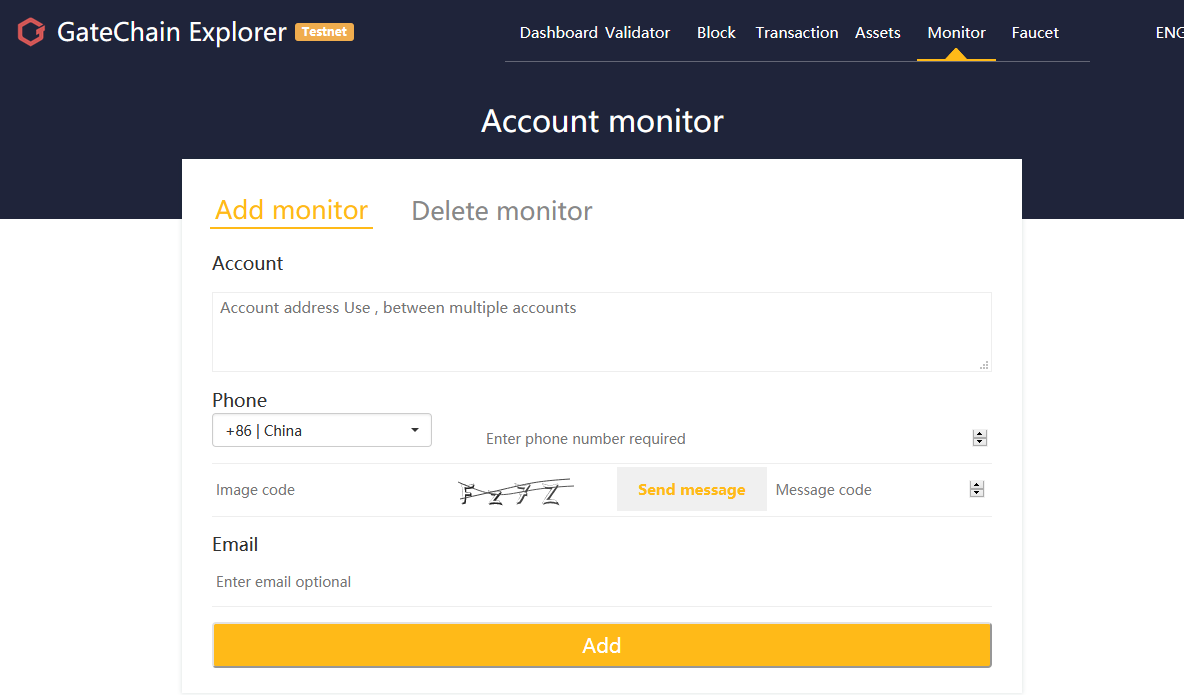 GateChain Explorer Testnet
Dashboard Validator Block Transaction Assets Monitor Faucet ENG
Account monitor
Add monitor Delete monitor
Account
Account address Use , between multiple accounts
Phone
+86 | China Enter phone number required
Image code Send message Message code
Email
Enter email optional
Add